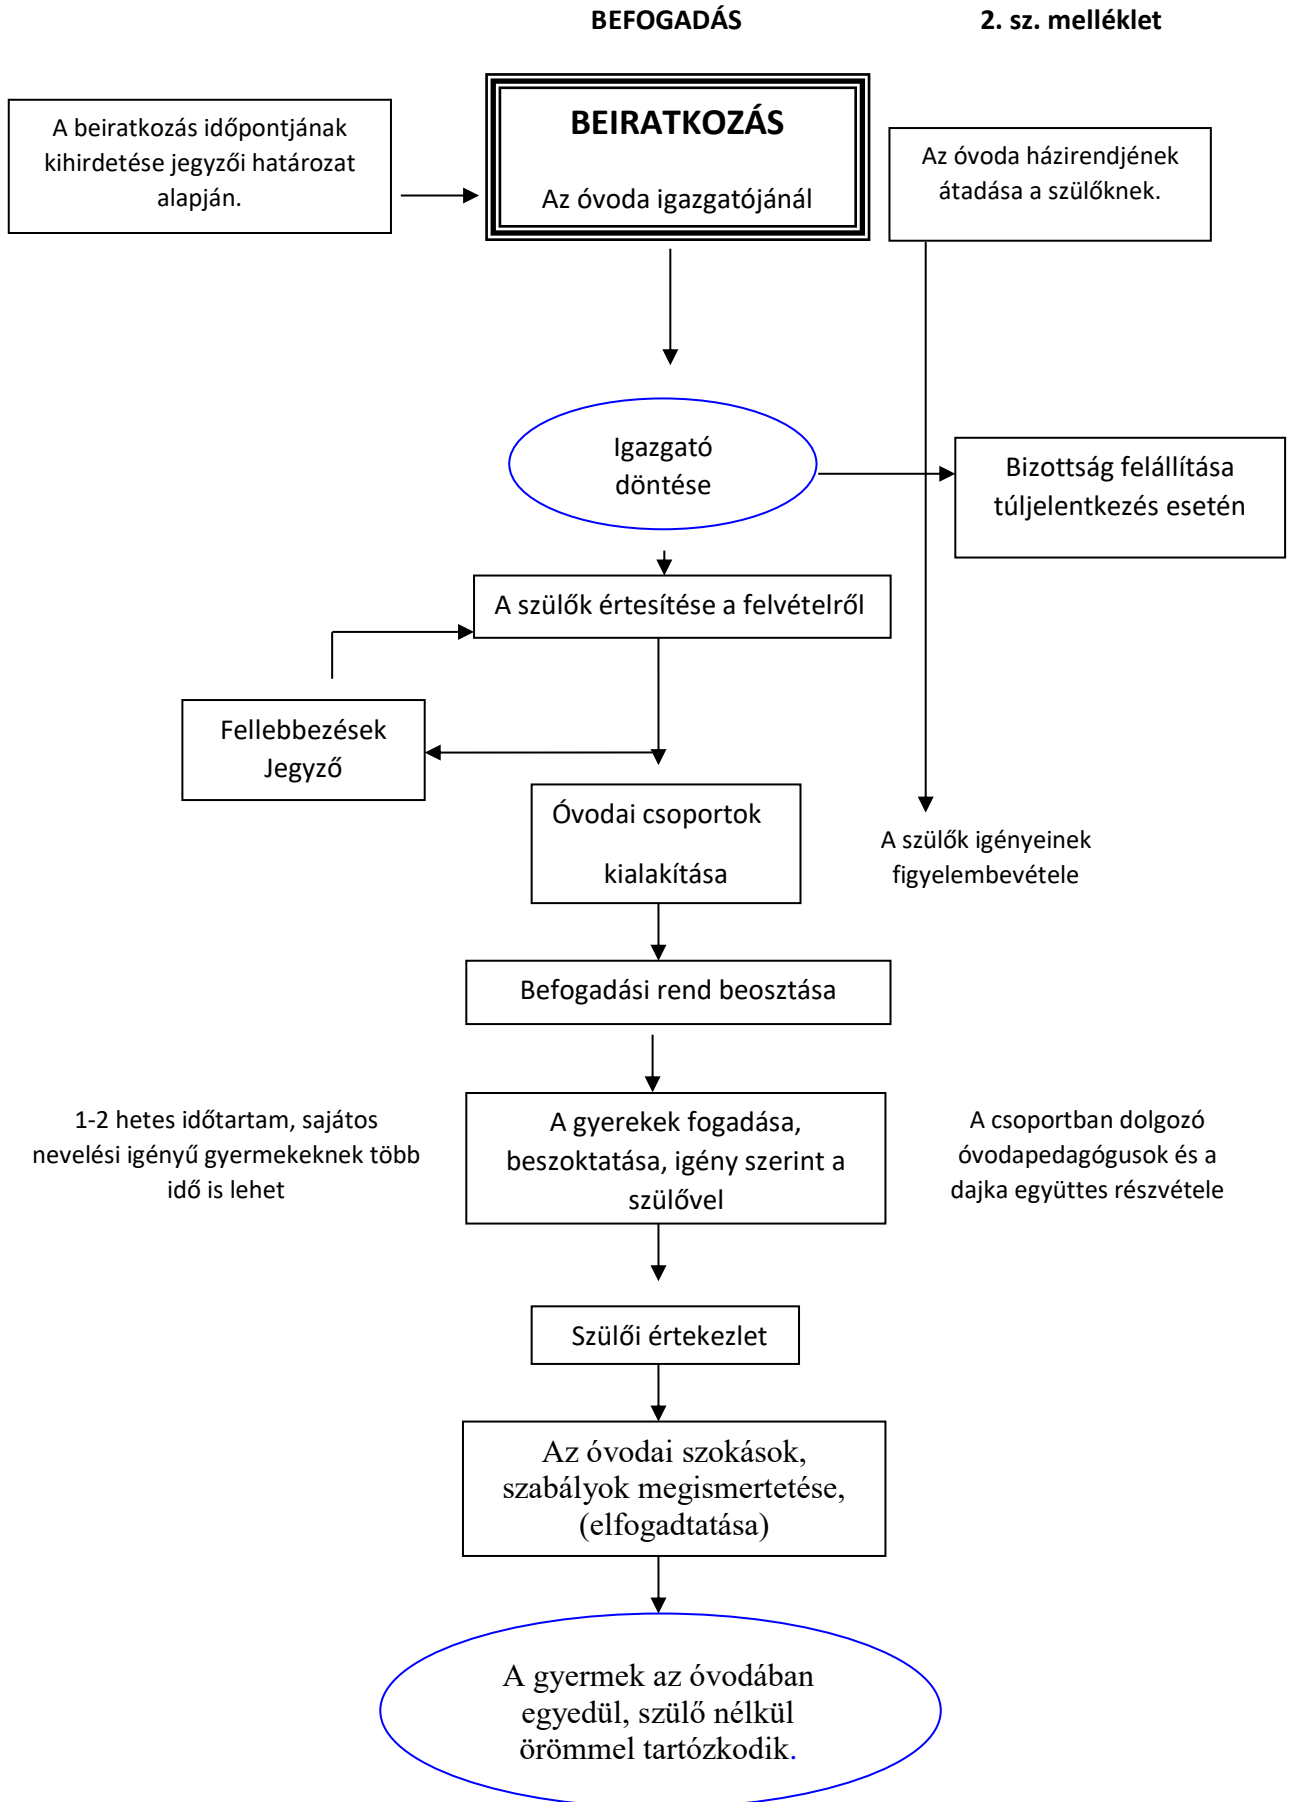 BEFOGADÁS
2. sz. melléklet
A beiratkozás időpontjának
kihirdetése jegyzői határozat
alapján.
BEIRATKOZÁS
Az óvoda igazgatójánál
Az óvoda házirendjének
átadása a szülőknek.
Igazgató
döntése
Bizottság felállítása
túljelentkezés esetén
A szülők értesítése a felvételről
Fellebbezések
Jegyző
Óvodai csoportok
kialakítása
A szülők igényeinek
figyelembevétele
Befogadási rend beosztása
1-2 hetes időtartam, sajátos
nevelési igényű gyermekeknek több
idő is lehet
A gyerekek fogadása,
beszoktatása, igény szerint a
szülővel
A csoportban dolgozó
óvodapedagógusok és a
dajka együttes részvétele
Szülői értekezlet
Az óvodai szokások,
szabályok megismertetése,
(elfogadtatása)
A gyermek az óvodában
egyedül, szülő nélkül
örömmel tartózkodik.